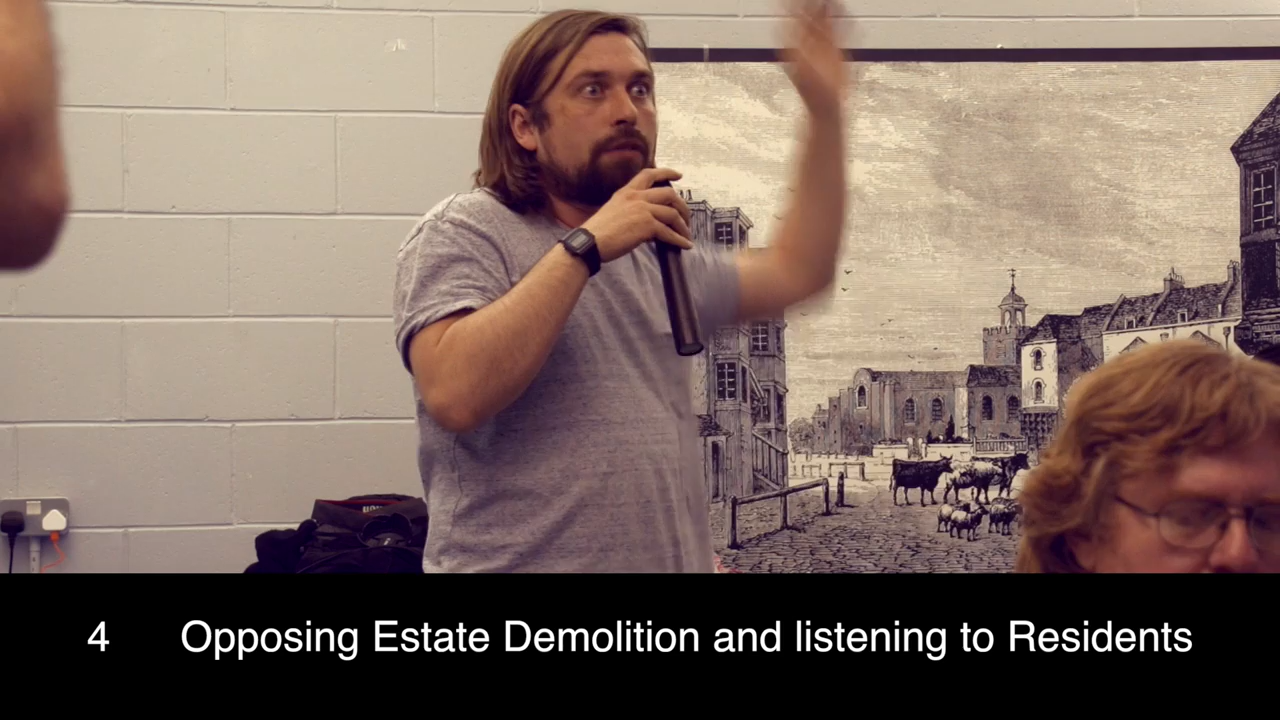 4 Opposing Estate Demolition and listening to Residents